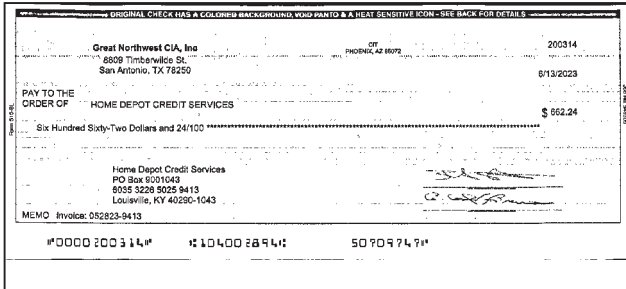 ORIGINAL CHECK HAS A COLORED BACKGROUND, VOID PANTO & A HEAT SENSITIVE ICON - SEE BACK FOR DETAILS
Great Northwest CIA, Inc
8809 Timberwilde St.
San Antonio, TX 78250
CIT
PHOENIX, AZ 85072
200314
6/13/2023
PAY TO THE
ORDER OF HOME DEPOT CREDIT SERVICES
$ 662.24
Six Hundred Sixty-Two Dollars and 24/100
Home Depot Credit Services
PO Box 9001043
6035 3226 5025 9413
Louisville, KY 40290-1043
MEMO Invoice: 052823-9413
⑈0000200314⑈ ⑆104002894⑆ 50709747⑈